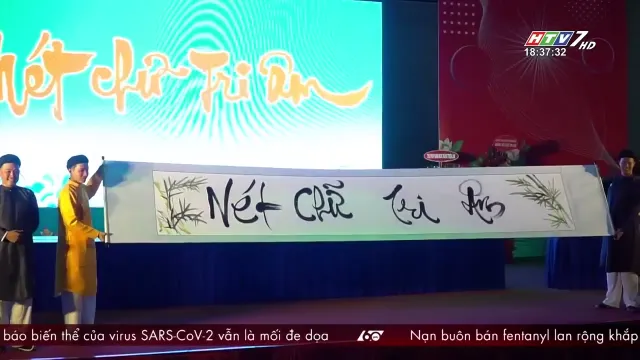 HTV7 HD
18:37:32
Nét Chữ Tri Ân
Nét Chữ Tri Ân
báo biến thể của virus SARS-CoV-2 vẫn là mối đe dọa
60
Nạn buôn bán fentanyl lan rộng khắp